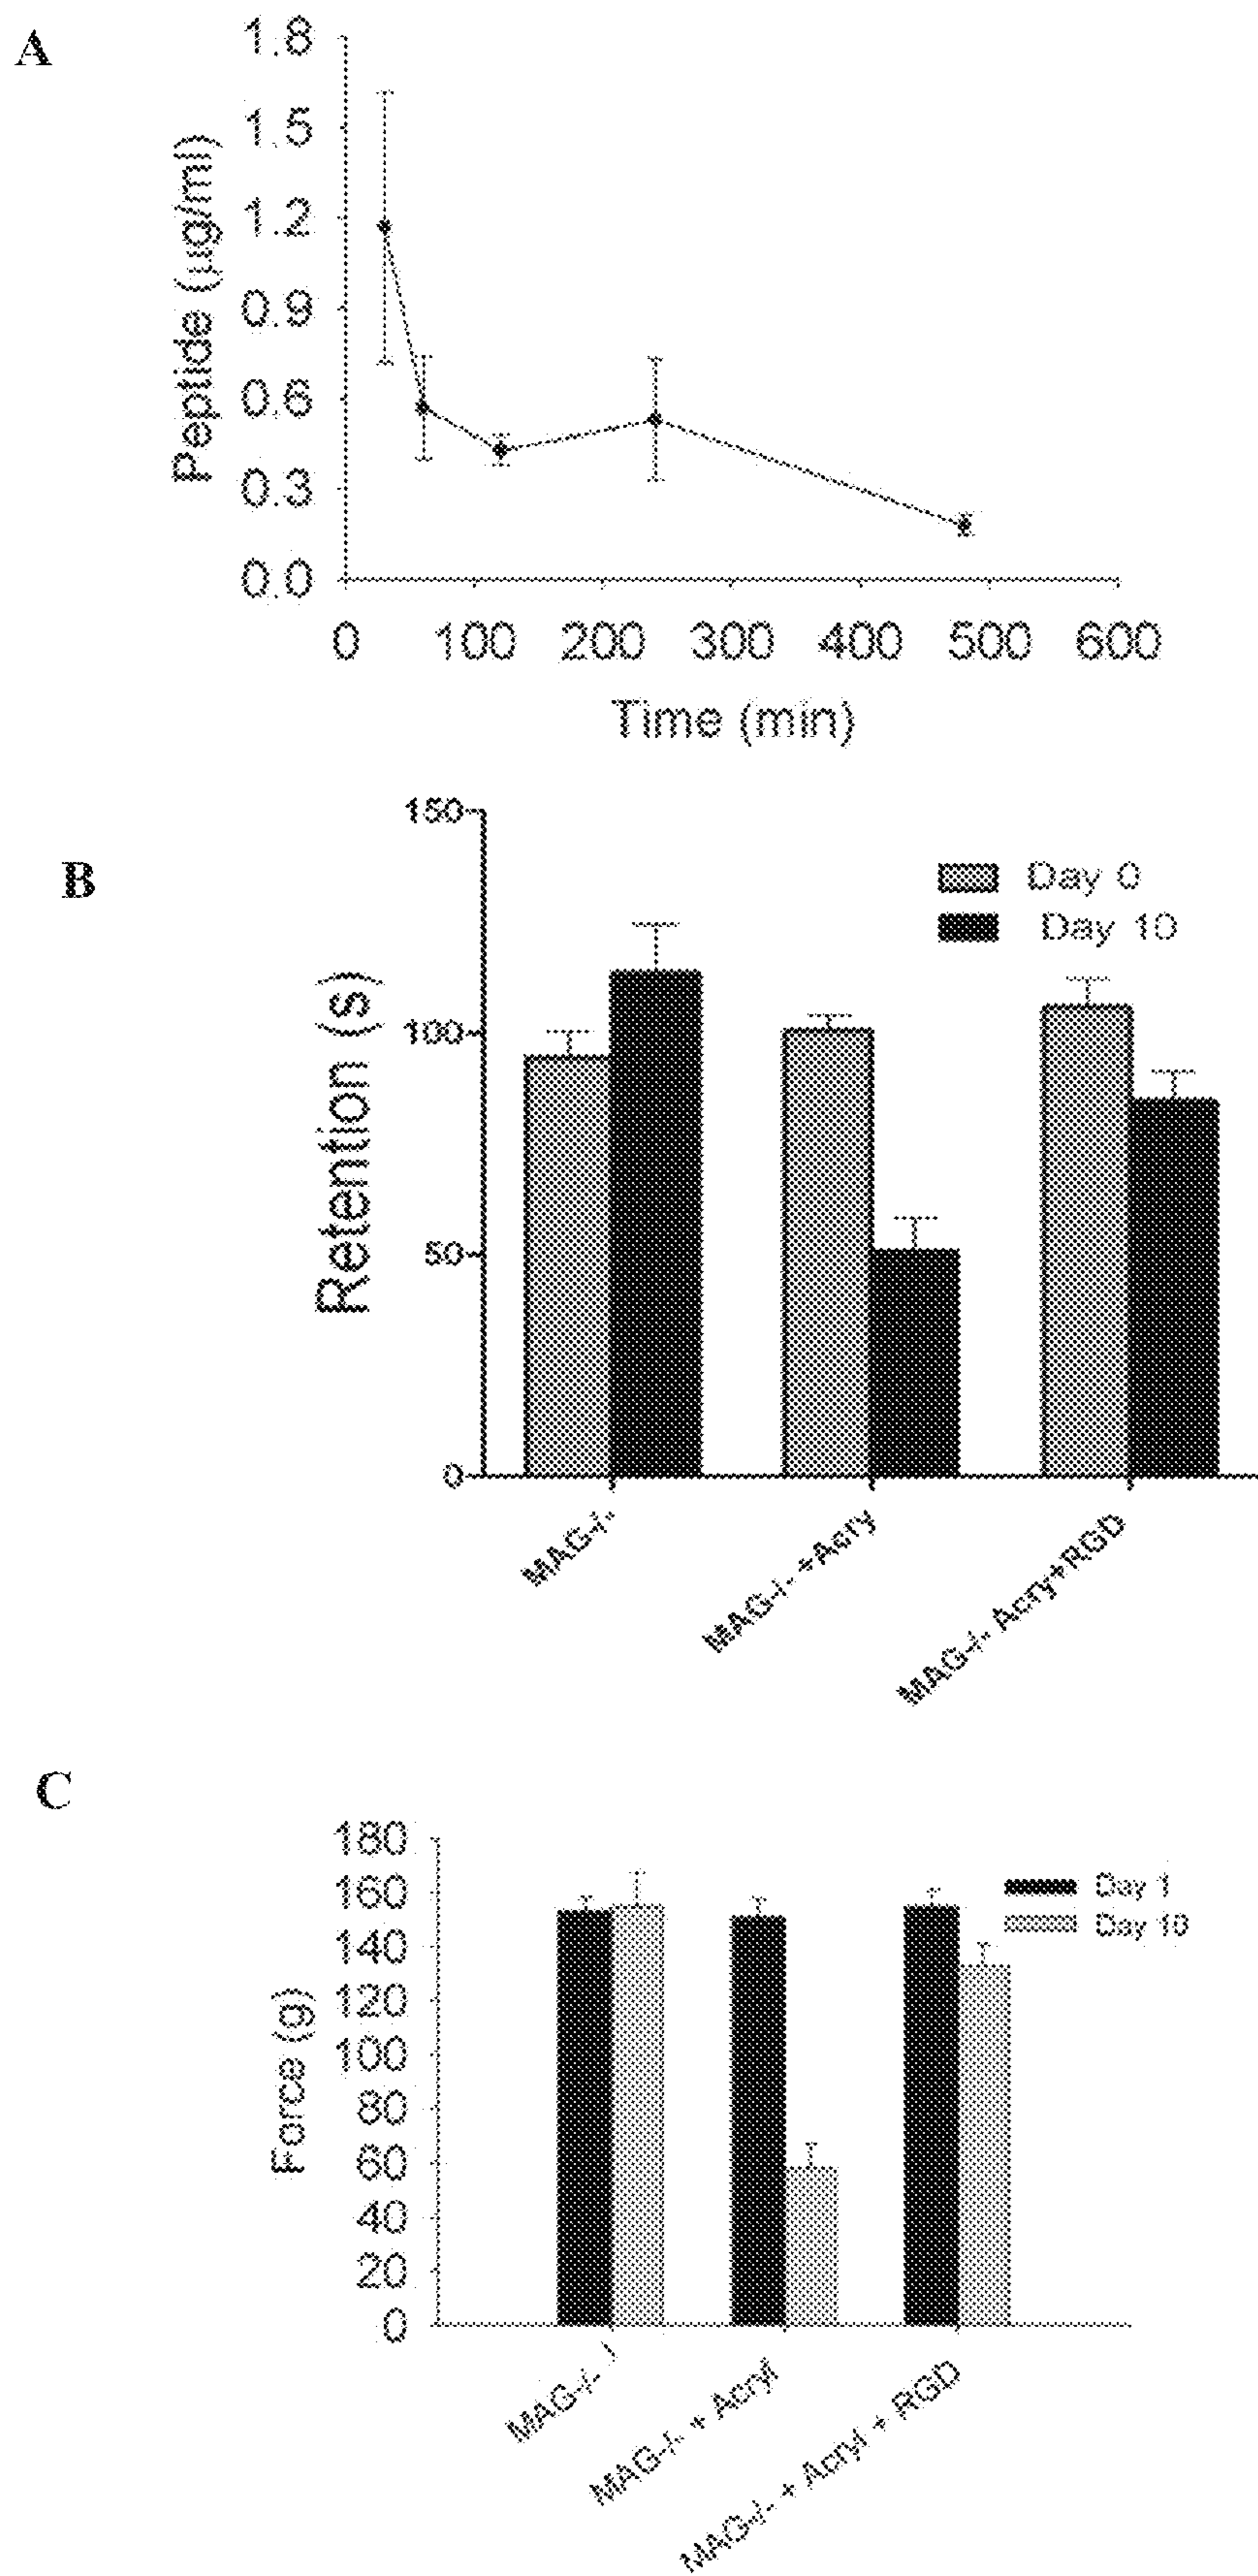 A
1.8
1.5
1.2
0.9
0.6
0.3
0.0
Peptide (µg/ml)
0 100 200 300 400 500 600
Time (min)
B
150
100
50
0
Retention (s)
Day 0
Day 10
MAG-/-
MAG-/- +Acry
MAG-/- Acry+RGD
C
180
160
140
120
100
80
60
40
20
0
Force (g)
Day 1
Day 10
MAG-/-
MAG-/- + Acryl
MAG-/- + Acryl + RGD